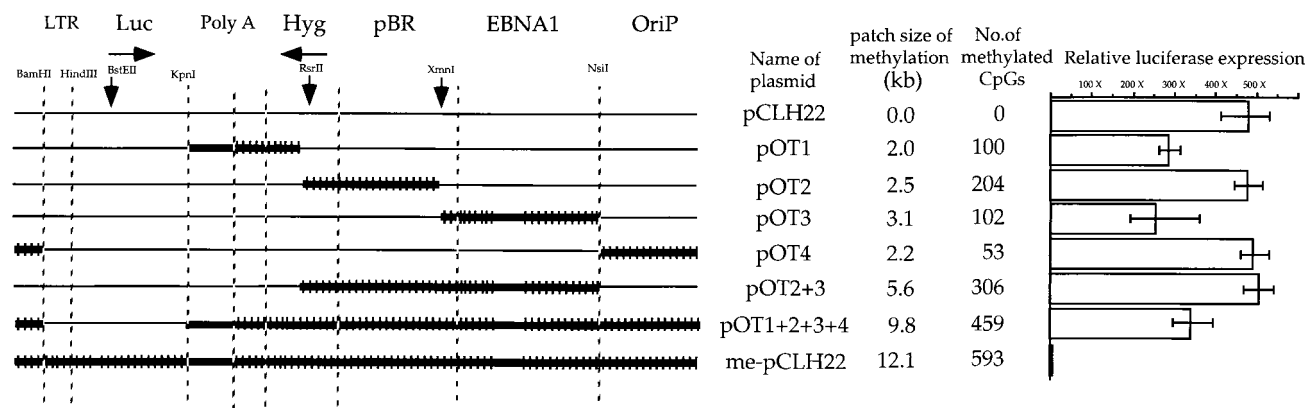 LTR Luc Poly A Hyg pBR EBNA1 OriP
BamHI HindIII BstEII KpnI RsrII XmnI NsiI
Name of plasmid
patch size of methylation (kb)
No.of methylated CpGs
Relative luciferase expression
100 X 200 X 300 X 400 X 500 X
pCLH22 0.0 0
pOT1 2.0 100
pOT2 2.5 204
pOT3 3.1 102
pOT4 2.2 53
pOT2+3 5.6 306
pOT1+2+3+4 9.8 459
me-pCLH22 12.1 593